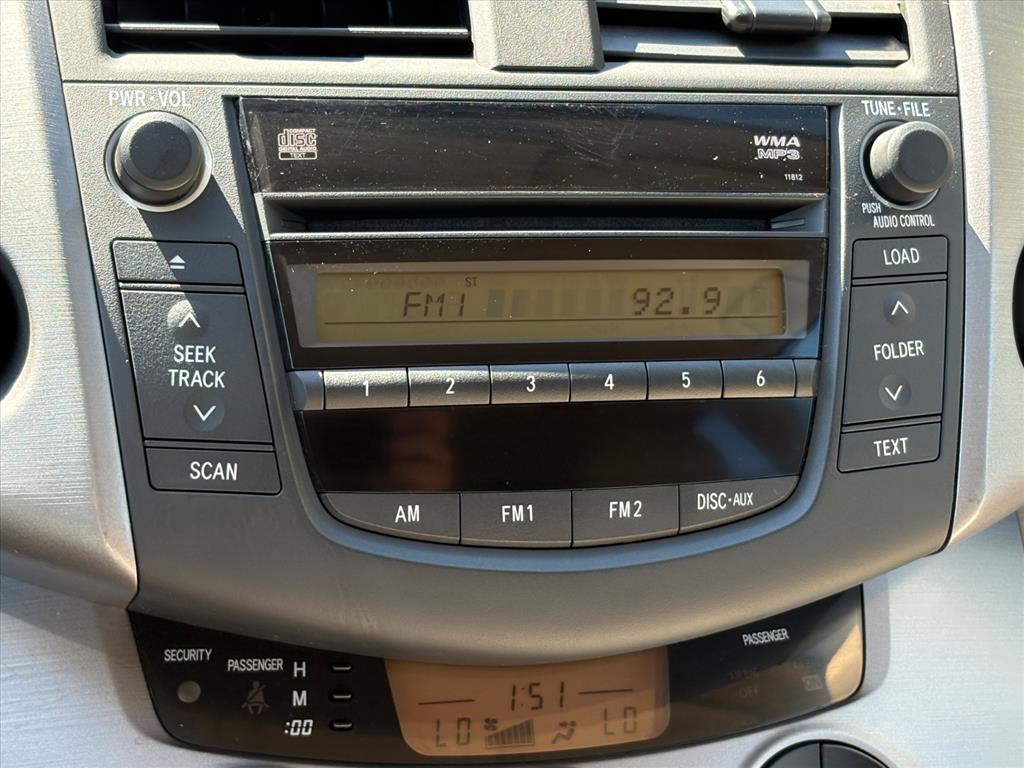 PWR·VOL
TUNE·FILE
COMPACT
disc
DIGITAL AUDIO
TEXT
WMA
MP3
11812
PUSH
AUDIO CONTROL
LOAD
ST
FM1
92.9
SEEK
TRACK
FOLDER
1 2 3 4 5 6
SCAN
TEXT
AM
FM1
FM2
DISC·AUX
SECURITY
PASSENGER
H
M
:00
1:51
LO
LO
PASSENGER
OFF